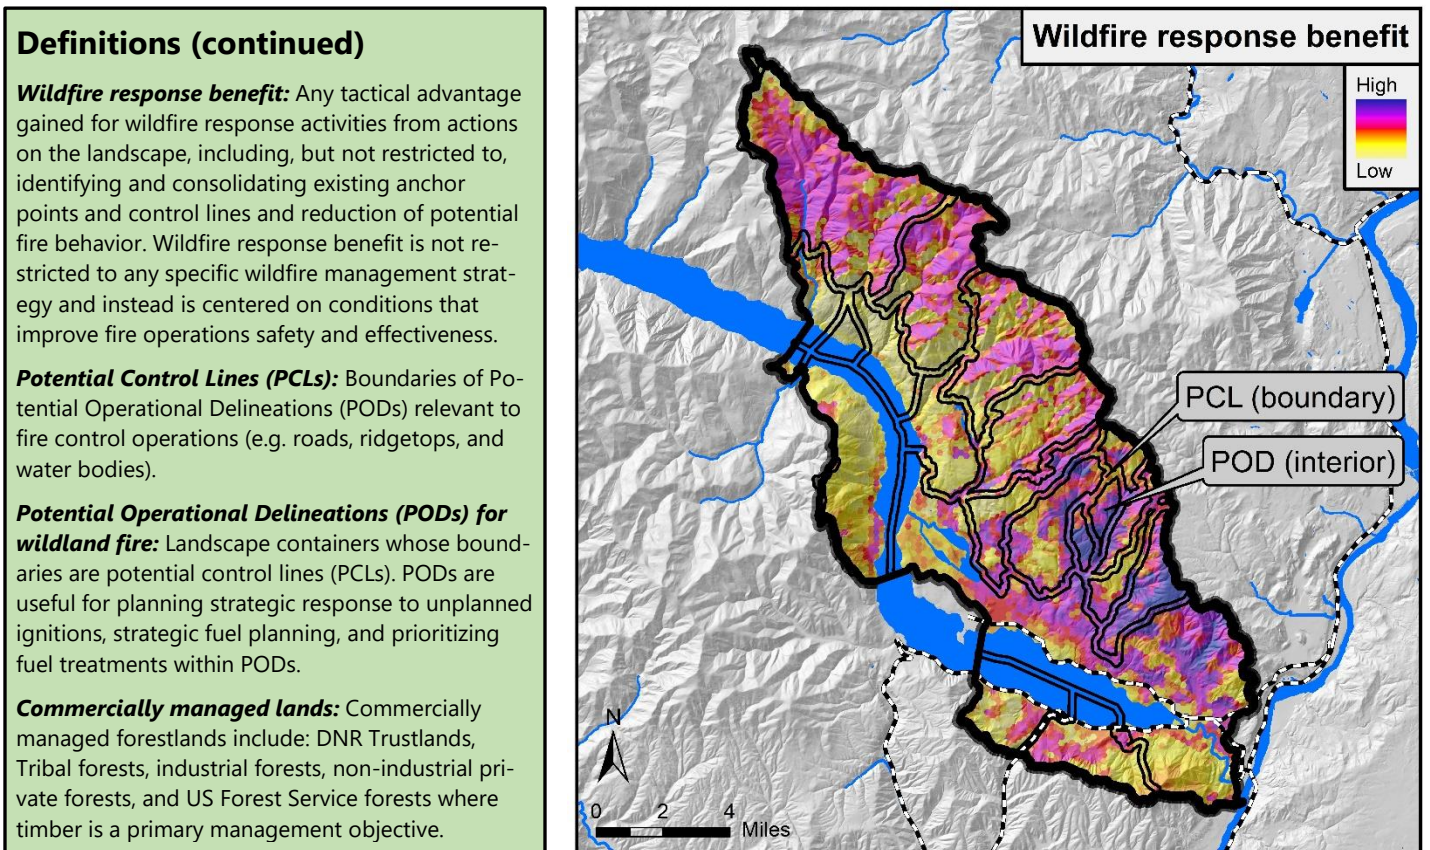 Definitions (continued)
Wildfire response benefit: Any tactical advantage
gained for wildfire response activities from actions
on the landscape, including, but not restricted to,
identifying and consolidating existing anchor
points and control lines and reduction of potential
fire behavior. Wildfire response benefit is not re-
stricted to any specific wildfire management strat-
egy and instead is centered on conditions that
improve fire operations safety and effectiveness.
Potential Control Lines (PCLs): Boundaries of Po-
tential Operational Delineations (PODs) relevant to
fire control operations (e.g. roads, ridgetops, and
water bodies).
Potential Operational Delineations (PODs) for
wildland fire: Landscape containers whose bound-
aries are potential control lines (PCLs). PODs are
useful for planning strategic response to unplanned
ignitions, strategic fuel planning, and prioritizing
fuel treatments within PODs.
Commercially managed lands: Commercially
managed forestlands include: DNR Trustlands,
Tribal forests, industrial forests, non-industrial pri-
vate forests, and US Forest Service forests where
timber is a primary management objective.
Wildfire response benefit
High
Low
PCL (boundary)
POD (interior)
N
0 2 4
Miles